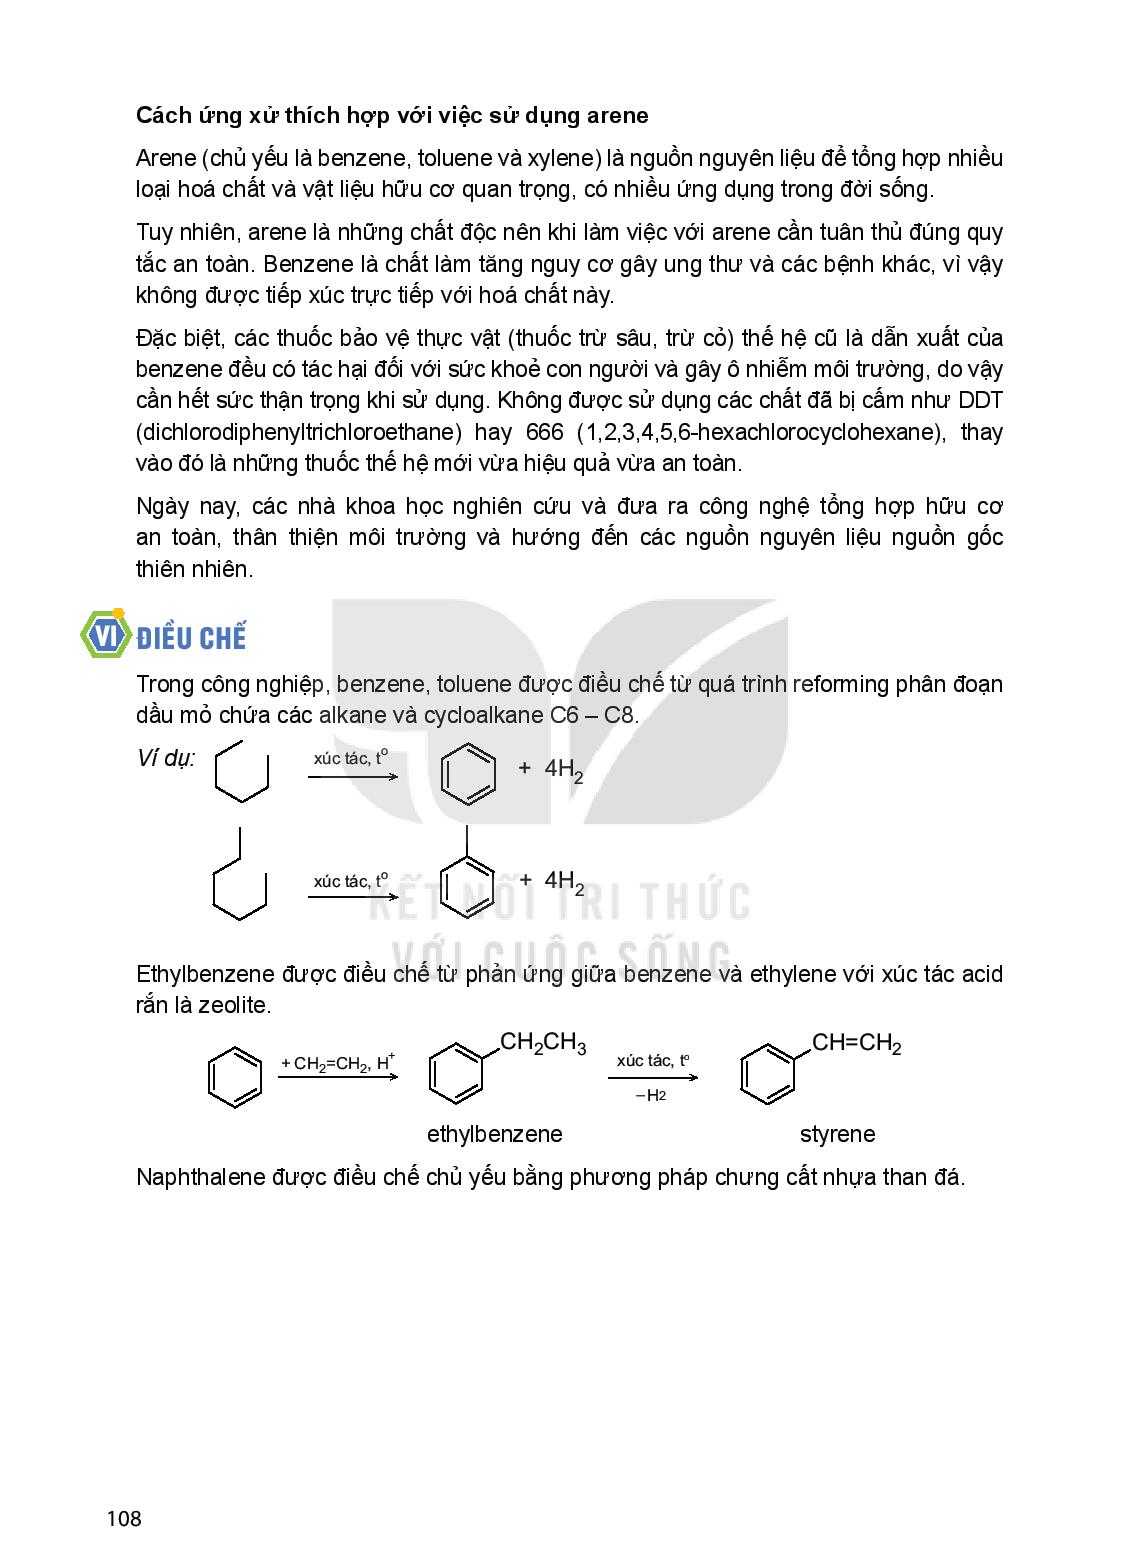 Cách ứng xử thích hợp với việc sử dụng arene
Arene (chủ yếu là benzene, toluene và xylene) là nguồn nguyên liệu để tổng hợp nhiều
loại hoá chất và vật liệu hữu cơ quan trọng, có nhiều ứng dụng trong đời sống.
Tuy nhiên, arene là những chất độc nên khi làm việc với arene cần tuân thủ đúng quy
tắc an toàn. Benzene là chất làm tăng nguy cơ gây ung thư và các bệnh khác, vì vậy
không được tiếp xúc trực tiếp với hoá chất này.
Đặc biệt, các thuốc bảo vệ thực vật (thuốc trừ sâu, trừ cỏ) thế hệ cũ là dẫn xuất của
benzene đều có tác hại đối với sức khoẻ con người và gây ô nhiễm môi trường, do vậy
cần hết sức thận trọng khi sử dụng. Không được sử dụng các chất đã bị cấm như DDT
(dichlorodiphenyltrichloroethane) hay 666 (1,2,3,4,5,6-hexachlorocyclohexane), thay
vào đó là những thuốc thế hệ mới vừa hiệu quả vừa an toàn.
Ngày nay, các nhà khoa học nghiên cứu và đưa ra công nghệ tổng hợp hữu cơ
an toàn, thân thiện môi trường và hướng đến các nguồn nguyên liệu nguồn gốc
thiên nhiên.
VI ĐIỀU CHẾ
Trong công nghiệp, benzene, toluene được điều chế từ quá trình reforming phân đoạn
dầu mỏ chứa các alkane và cycloalkane C6 – C8.
Ví dụ: xúc tác, t° + 4H₂
xúc tác, t° + 4H₂
KẾT NỐI TRI THỨC
VỚI CUỘC SỐNG
Ethylbenzene được điều chế từ phản ứng giữa benzene và ethylene với xúc tác acid
rắn là zeolite.
+ CH₂=CH₂, H⁺ CH₂CH₃ xúc tác, t° –H2 CH=CH₂
ethylbenzene styrene
Naphthalene được điều chế chủ yếu bằng phương pháp chưng cất nhựa than đá.
108